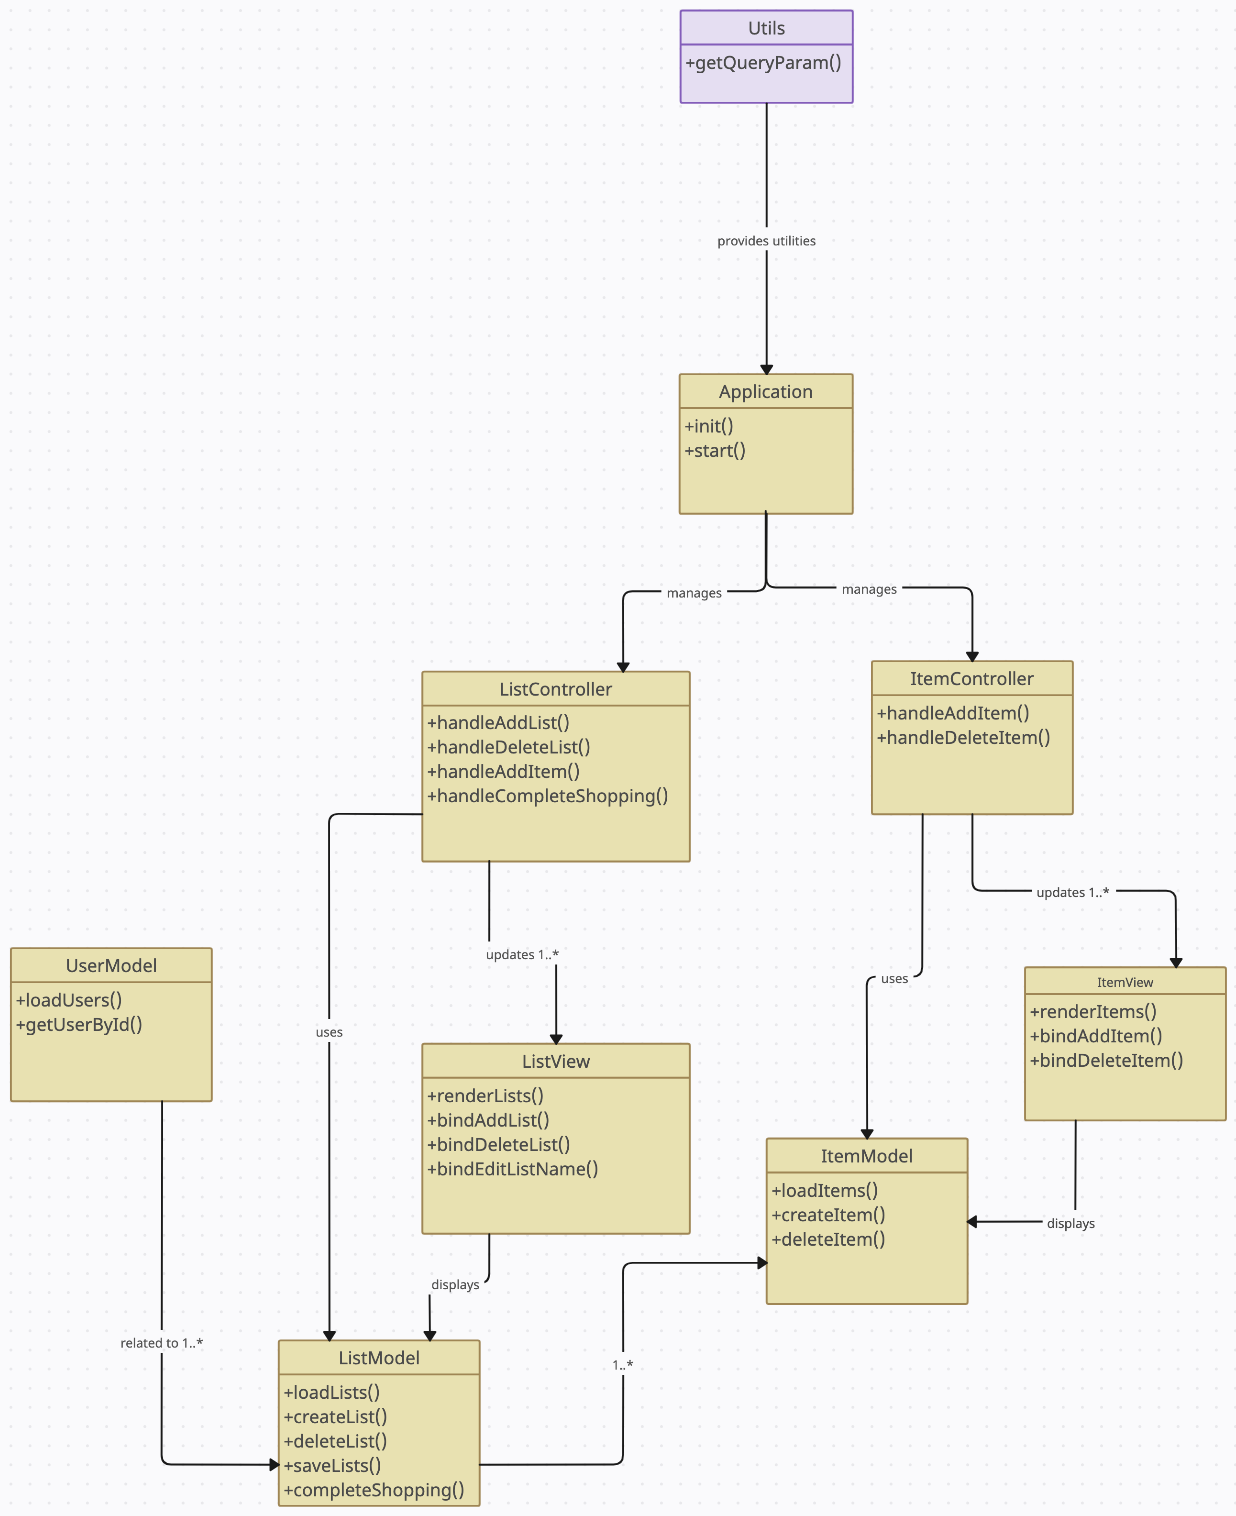 Utils
+getQueryParam()
provides utilities
Application
+init()
+start()
manages
manages
ListController
+handleAddList()
+handleDeleteList()
+handleAddItem()
+handleCompleteShopping()
ItemController
+handleAddItem()
+handleDeleteItem()
updates 1..*
updates 1..*
uses
uses
UserModel
+loadUsers()
+getUserById()
ItemView
+renderItems()
+bindAddItem()
+bindDeleteItem()
ListView
+renderLists()
+bindAddList()
+bindDeleteList()
+bindEditListName()
ItemModel
+loadItems()
+createItem()
+deleteItem()
displays
displays
related to 1..*
1..*
ListModel
+loadLists()
+createList()
+deleteList()
+saveLists()
+completeShopping()